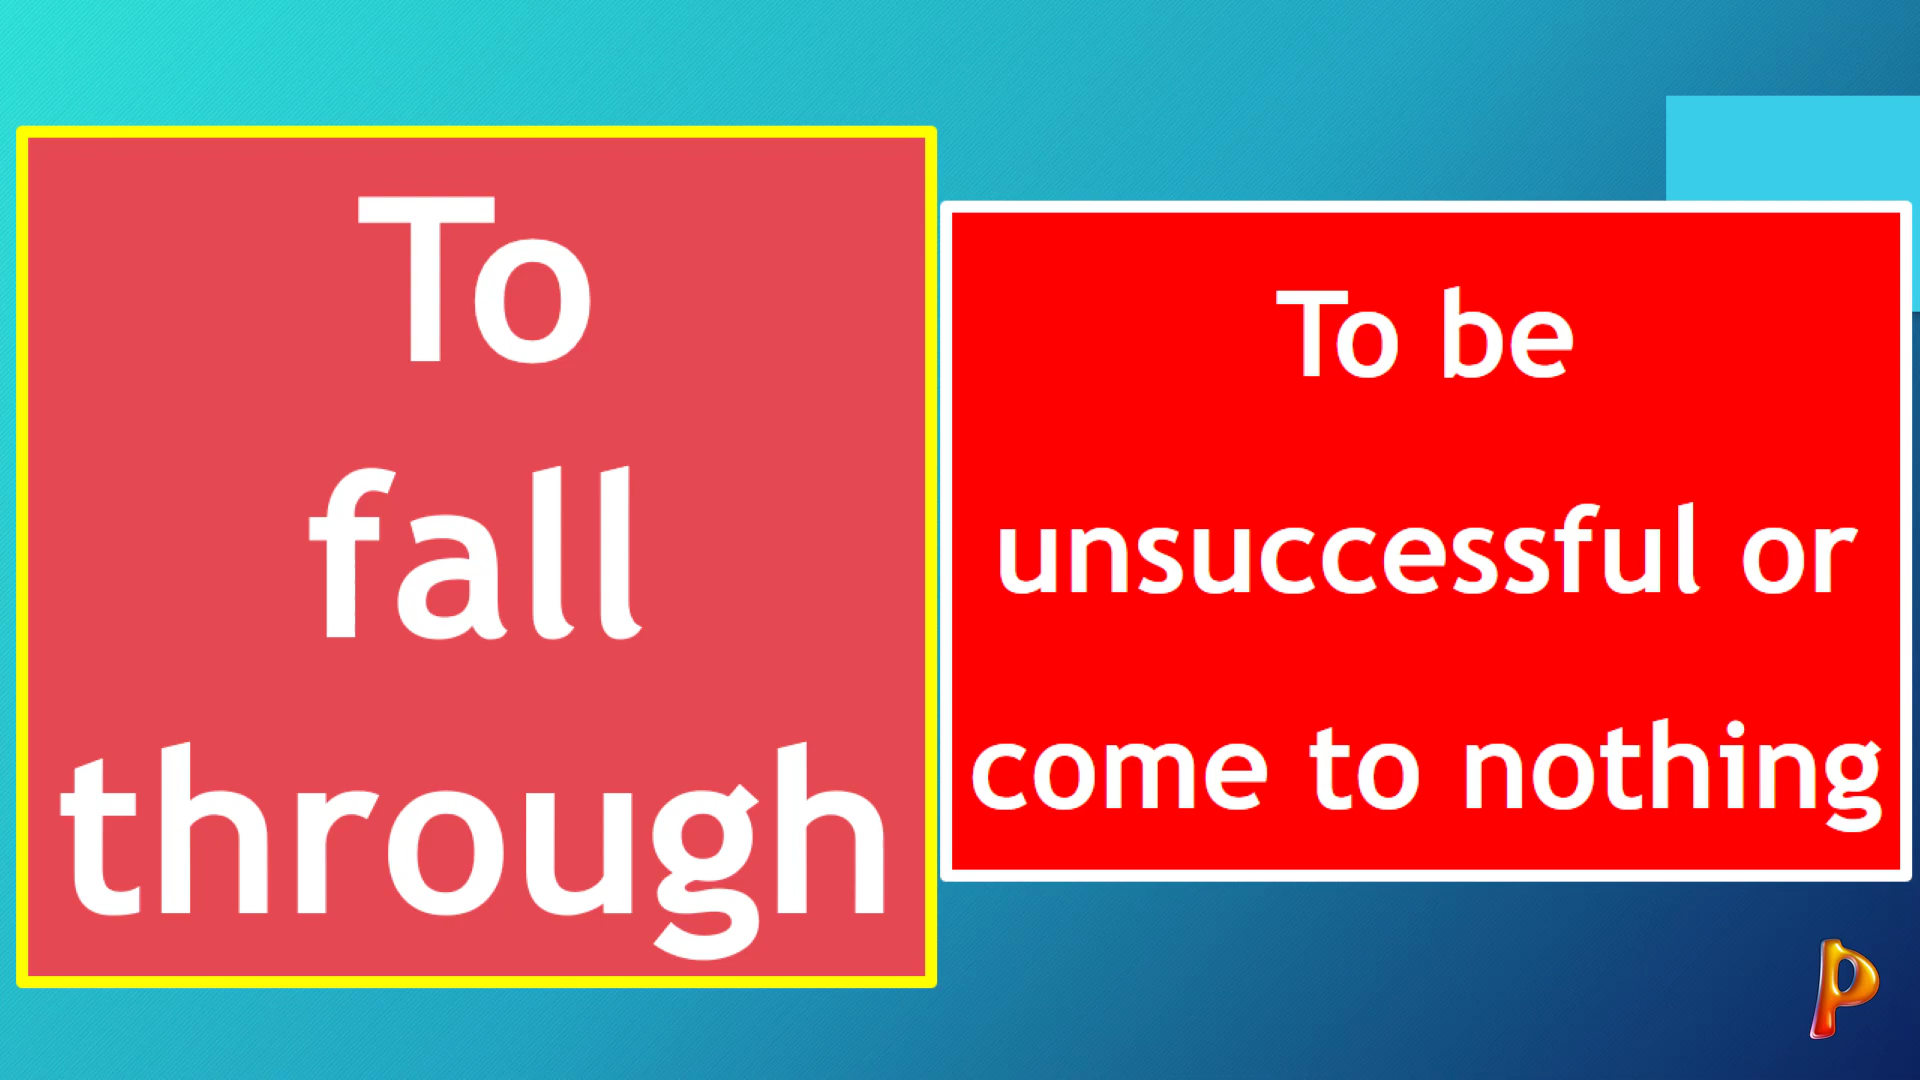 To
fall
through
To be
unsuccessful or
come to nothing
P